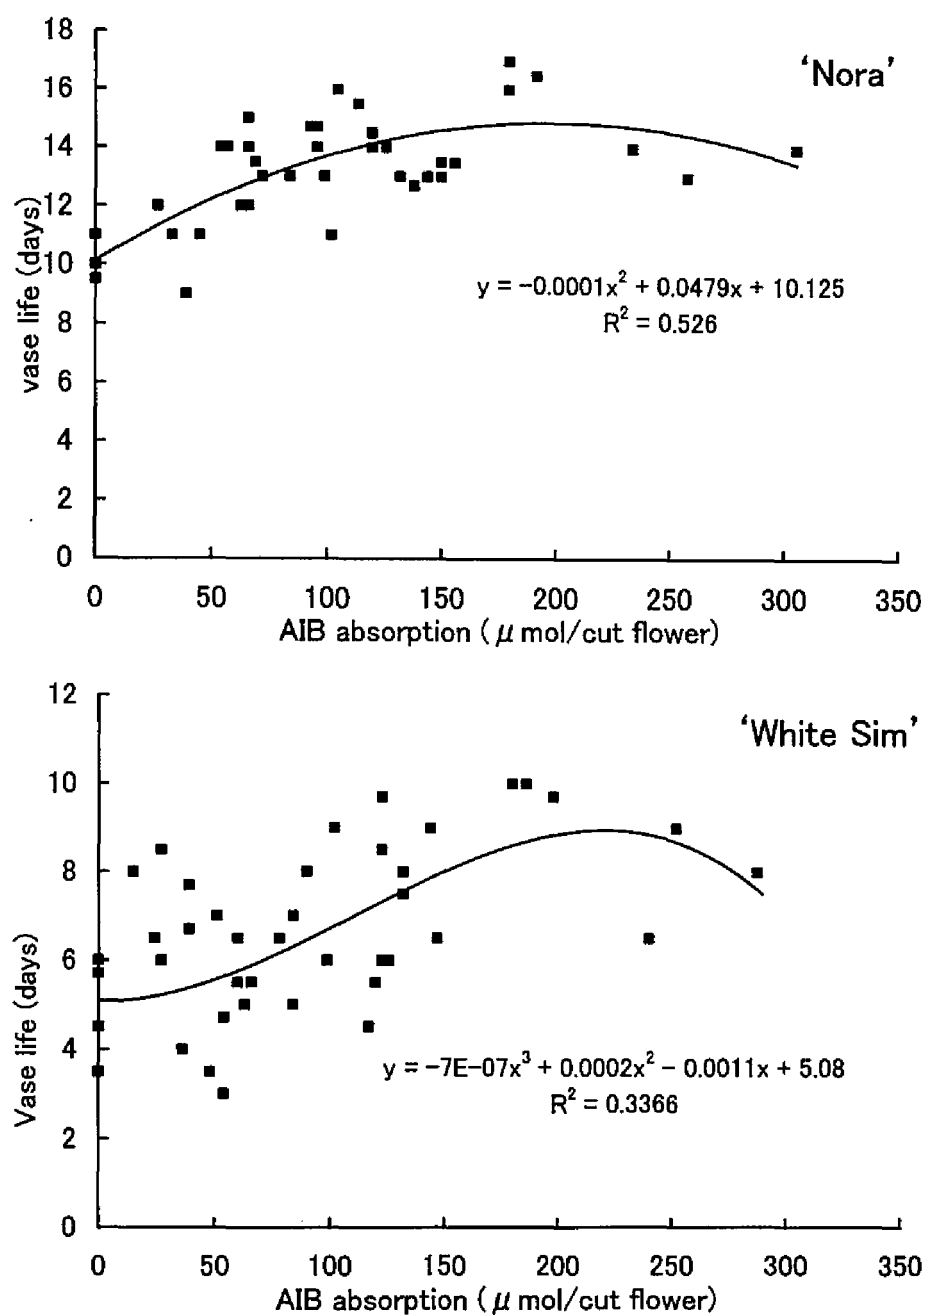 18
16
14
12
10
8
6
4
2
0
vase life (days)
'Nora'
y = −0.0001x² + 0.0479x + 10.125
R² = 0.526
0 50 100 150 200 250 300 350
AIB absorption (μ mol/cut flower)
12
10
8
6
4
2
0
Vase life (days)
'White Sim'
y = −7E-07x³ + 0.0002x² − 0.0011x + 5.08
R² = 0.3366
0 50 100 150 200 250 300 350
AIB absorption (μ mol/cut flower)